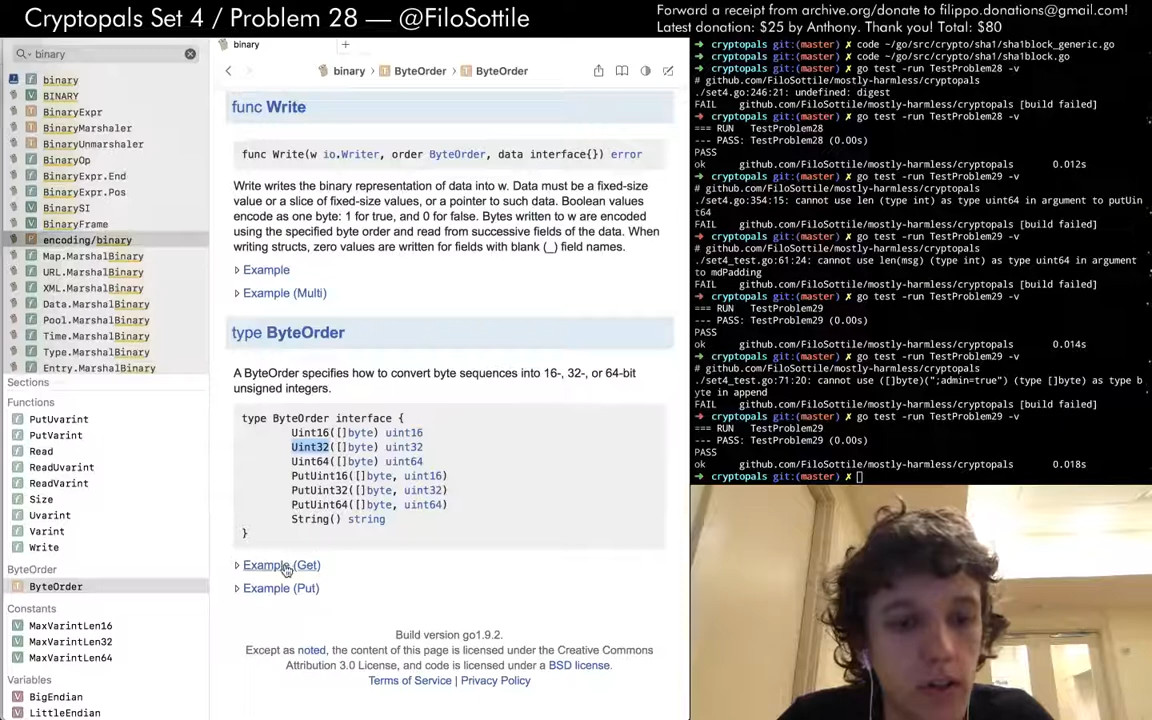 Cryptopals Set 4 / Problem 28 — @FiloSottile
Forward a receipt from archive.org/donate to filippo.donations@gmail.com!
Latest donation: $25 by Anthony. Thank you! Total: $80
binary
binary
BINARY
BinaryExpr
BinaryMarshaler
BinaryUnmarshaler
BinaryOp
BinaryExpr.End
BinaryExpr.Pos
BinarySI
BinaryFrame
encoding/binary
Map.MarshalBinary
URL.MarshalBinary
XML.MarshalBinary
Data.MarshalBinary
Pool.MarshalBinary
Time.MarshalBinary
Type.MarshalBinary
Entry.MarshalBinary
Sections
Functions
PutUvarint
PutVarint
Read
ReadUvarint
ReadVarint
Size
Uvarint
Varint
Write
ByteOrder
ByteOrder
Constants
MaxVarintLen16
MaxVarintLen32
MaxVarintLen64
Variables
BigEndian
LittleEndian
binary
binary › ByteOrder › ByteOrder
func Write
func Write(w io.Writer, order ByteOrder, data interface{}) error
Write writes the binary representation of data into w. Data must be a fixed-size
value or a slice of fixed-size values, or a pointer to such data. Boolean values
encode as one byte: 1 for true, and 0 for false. Bytes written to w are encoded
using the specified byte order and read from successive fields of the data. When
writing structs, zero values are written for fields with blank (_) field names.
Example
Example (Multi)
type ByteOrder
A ByteOrder specifies how to convert byte sequences into 16-, 32-, or 64-bit
unsigned integers.
type ByteOrder interface {
Uint16([]byte) uint16
Uint32([]byte) uint32
Uint64([]byte) uint64
PutUint16([]byte, uint16)
PutUint32([]byte, uint32)
PutUint64([]byte, uint64)
String() string
}
Example (Get)
Example (Put)
Build version go1.9.2.
Except as noted, the content of this page is licensed under the Creative Commons
Attribution 3.0 License, and code is licensed under a BSD license.
Terms of Service | Privacy Policy
➜ cryptopals git:(master) ✗ code ~/go/src/crypto/sha1/sha1block_generic.go
➜ cryptopals git:(master) ✗ code ~/go/src/crypto/sha1/sha1block.go
➜ cryptopals git:(master) ✗ go test -run TestProblem28 -v
# github.com/FiloSottile/mostly-harmless/cryptopals
./set4.go:246:21: undefined: digest
FAIL github.com/FiloSottile/mostly-harmless/cryptopals [build failed]
➜ cryptopals git:(master) ✗ go test -run TestProblem28 -v
=== RUN TestProblem28
--- PASS: TestProblem28 (0.00s)
PASS
ok github.com/FiloSottile/mostly-harmless/cryptopals 0.012s
➜ cryptopals git:(master) ✗ go test -run TestProblem29 -v
# github.com/FiloSottile/mostly-harmless/cryptopals
./set4.go:354:15: cannot use len (type int) as type uint64 in argument to putUin
t64
FAIL github.com/FiloSottile/mostly-harmless/cryptopals [build failed]
➜ cryptopals git:(master) ✗ go test -run TestProblem29 -v
# github.com/FiloSottile/mostly-harmless/cryptopals
./set4_test.go:61:24: cannot use len(msg) (type int) as type uint64 in argument
to mdPadding
FAIL github.com/FiloSottile/mostly-harmless/cryptopals [build failed]
➜ cryptopals git:(master) ✗ go test -run TestProblem29 -v
=== RUN TestProblem29
--- PASS: TestProblem29 (0.00s)
PASS
ok github.com/FiloSottile/mostly-harmless/cryptopals 0.014s
➜ cryptopals git:(master) ✗ go test -run TestProblem29 -v
# github.com/FiloSottile/mostly-harmless/cryptopals
./set4_test.go:71:20: cannot use ([]byte)(";admin=true") (type []byte) as type b
yte in append
FAIL github.com/FiloSottile/mostly-harmless/cryptopals [build failed]
➜ cryptopals git:(master) ✗ go test -run TestProblem29 -v
=== RUN TestProblem29
--- PASS: TestProblem29 (0.00s)
PASS
ok github.com/FiloSottile/mostly-harmless/cryptopals 0.018s
➜ cryptopals git:(master) ✗